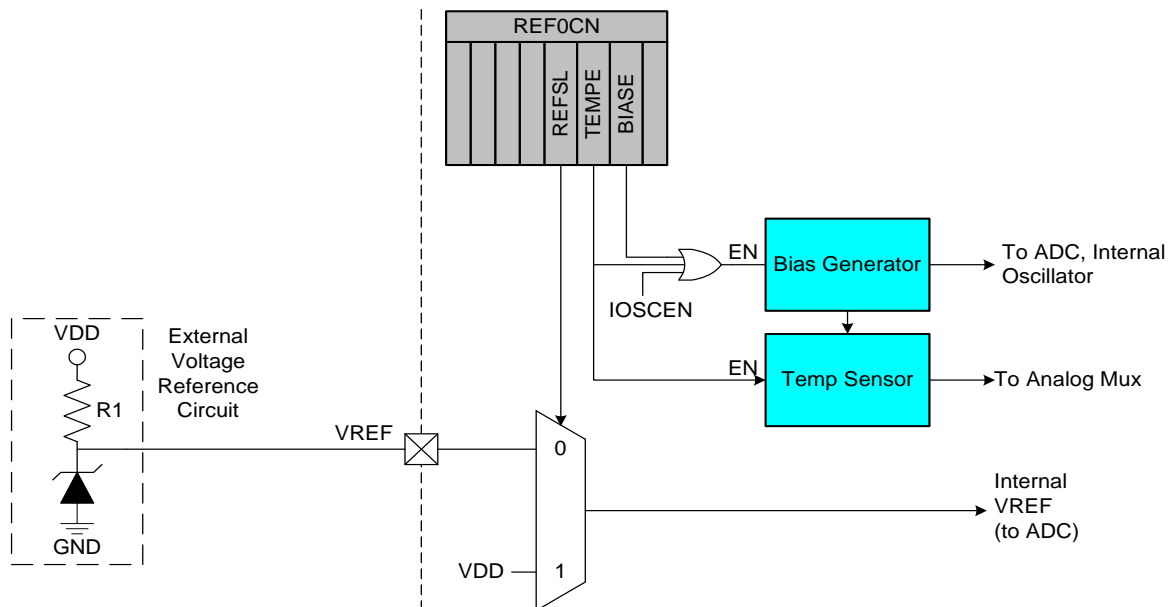 REF0CN
REFSL
TEMPE
BIASE
EN
Bias Generator
To ADC, Internal
Oscillator
IOSCEN
VDD
External
Voltage
Reference
Circuit
R1
EN
Temp Sensor
To Analog Mux
VREF
0
GND
Internal
VREF
(to ADC)
VDD
1